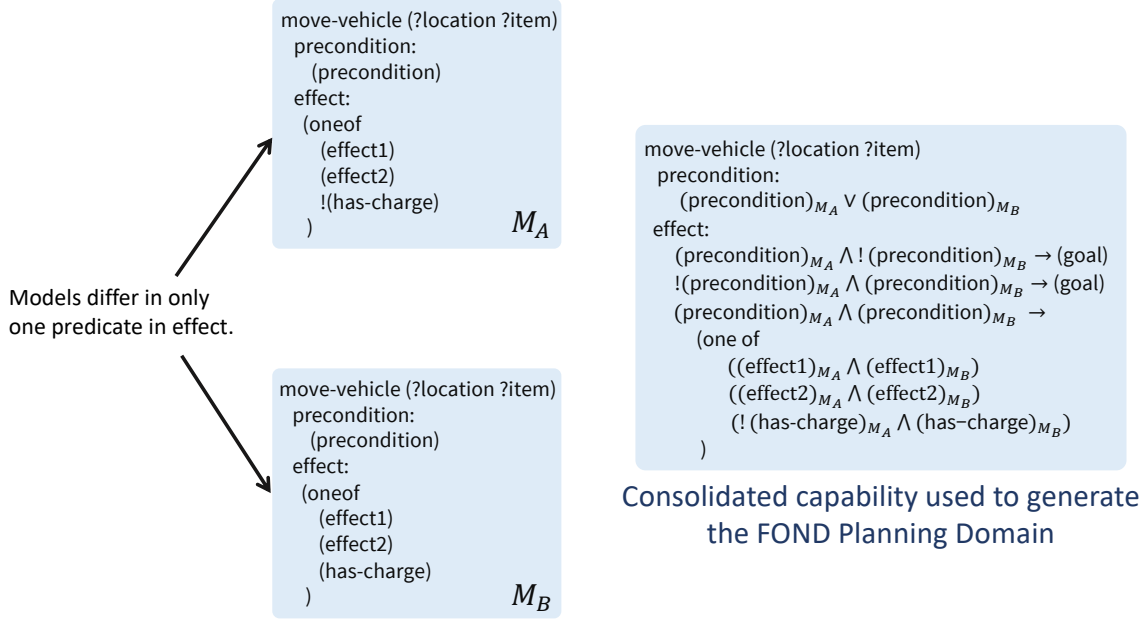 move-vehicle (?location ?item)
precondition:
(precondition)
effect:
(oneof
(effect1)
(effect2)
!(has-charge)
)
M_A
Models differ in only
one predicate in effect.
move-vehicle (?location ?item)
precondition:
(precondition)
effect:
(oneof
(effect1)
(effect2)
(has-charge)
)
M_B
move-vehicle (?location ?item)
precondition:
(precondition)_{M_A} ∨ (precondition)_{M_B}
effect:
(precondition)_{M_A} ⋀ ! (precondition)_{M_B} → (goal)
!(precondition)_{M_A} ⋀ (precondition)_{M_B} → (goal)
(precondition)_{M_A} ⋀ (precondition)_{M_B} →
(one of
((effect1)_{M_A} ⋀ (effect1)_{M_B})
((effect2)_{M_A} ⋀ (effect2)_{M_B})
(! (has-charge)_{M_A} ⋀ (has−charge)_{M_B})
)
Consolidated capability used to generate
the FOND Planning Domain